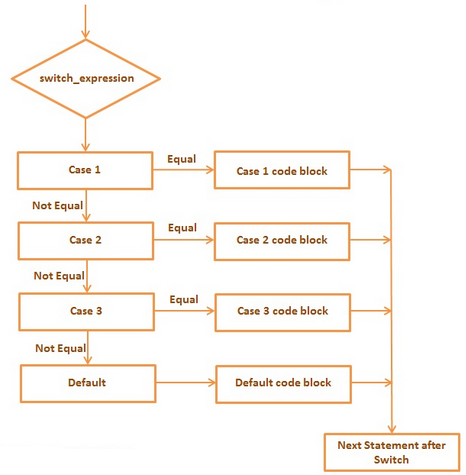 switch_expression
Case 1
Equal
Case 1 code block
Not Equal
Case 2
Equal
Case 2 code block
Not Equal
Case 3
Equal
Case 3 code block
Not Equal
Default
Default code block
Next Statement after
Switch